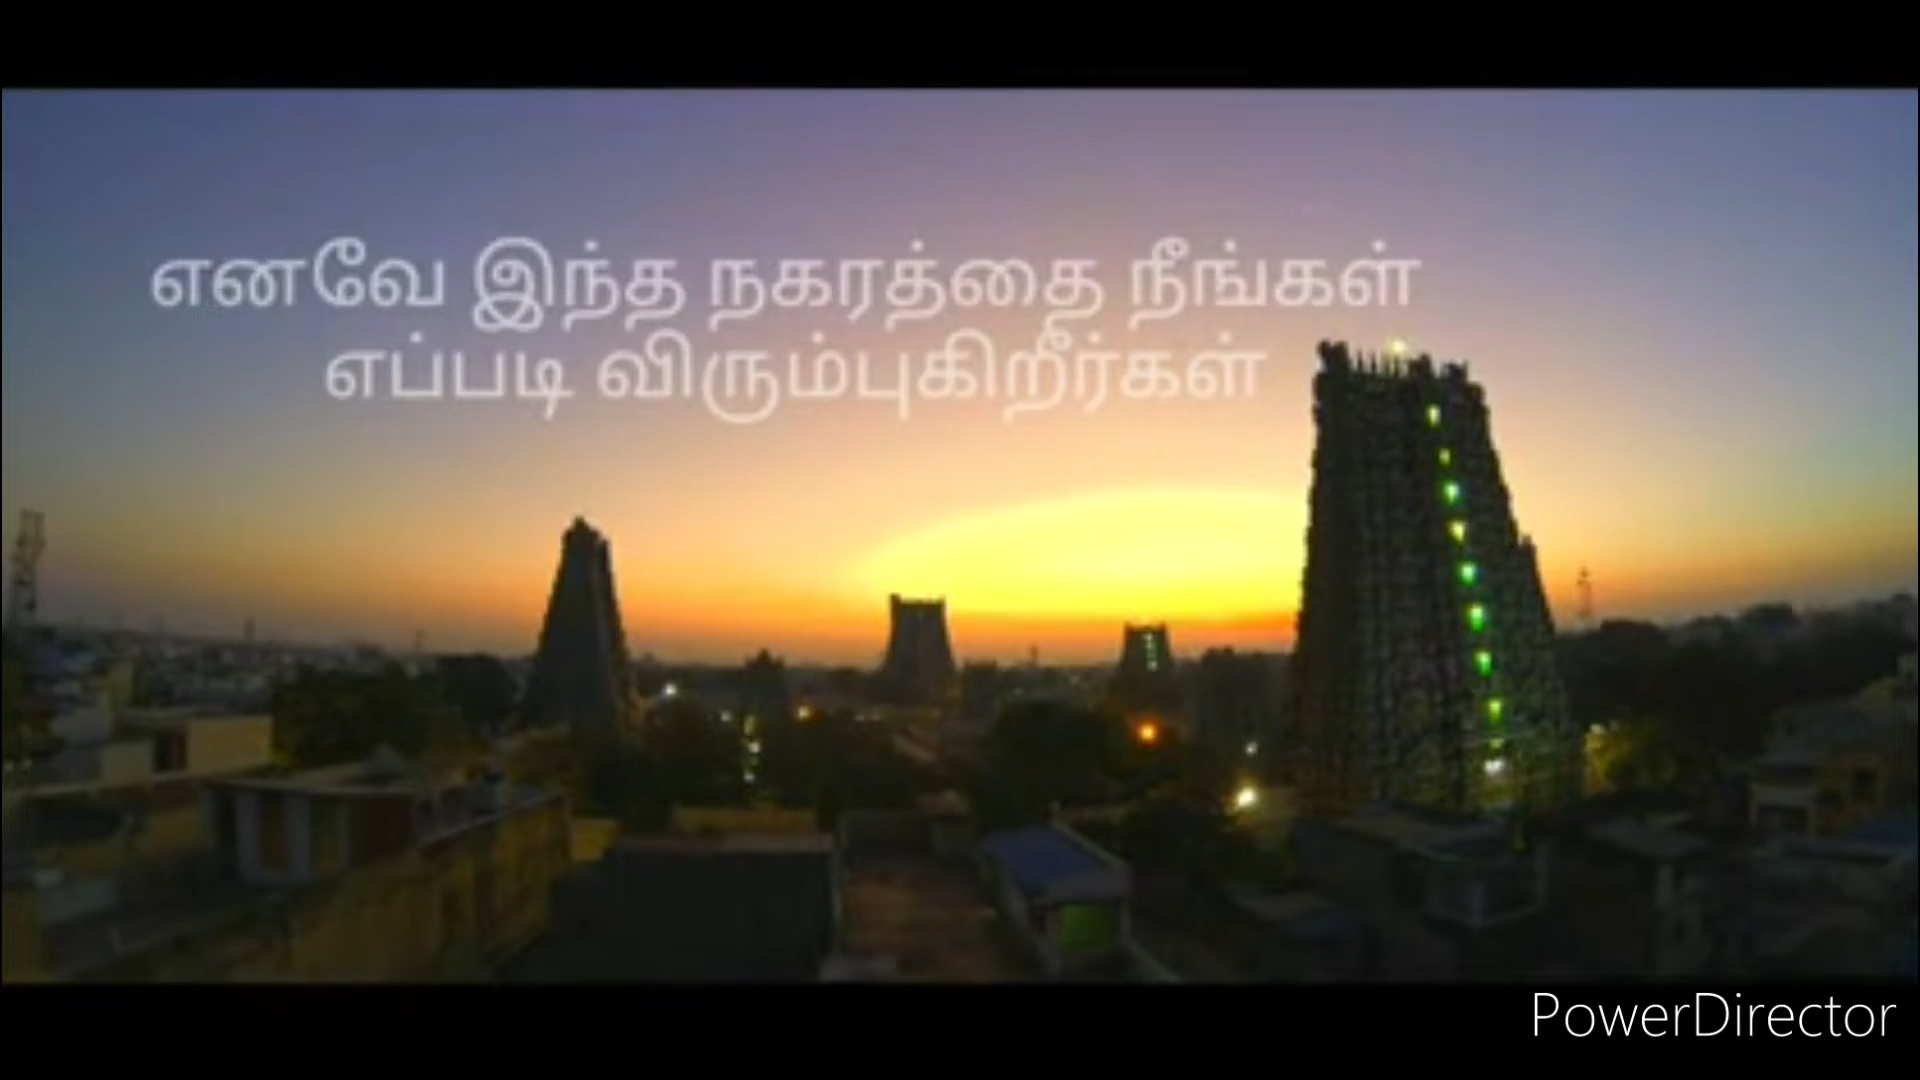 எனவே இந்த நகரத்தை நீங்கள்
எப்படி விரும்புகிறீர்கள்
PowerDirector